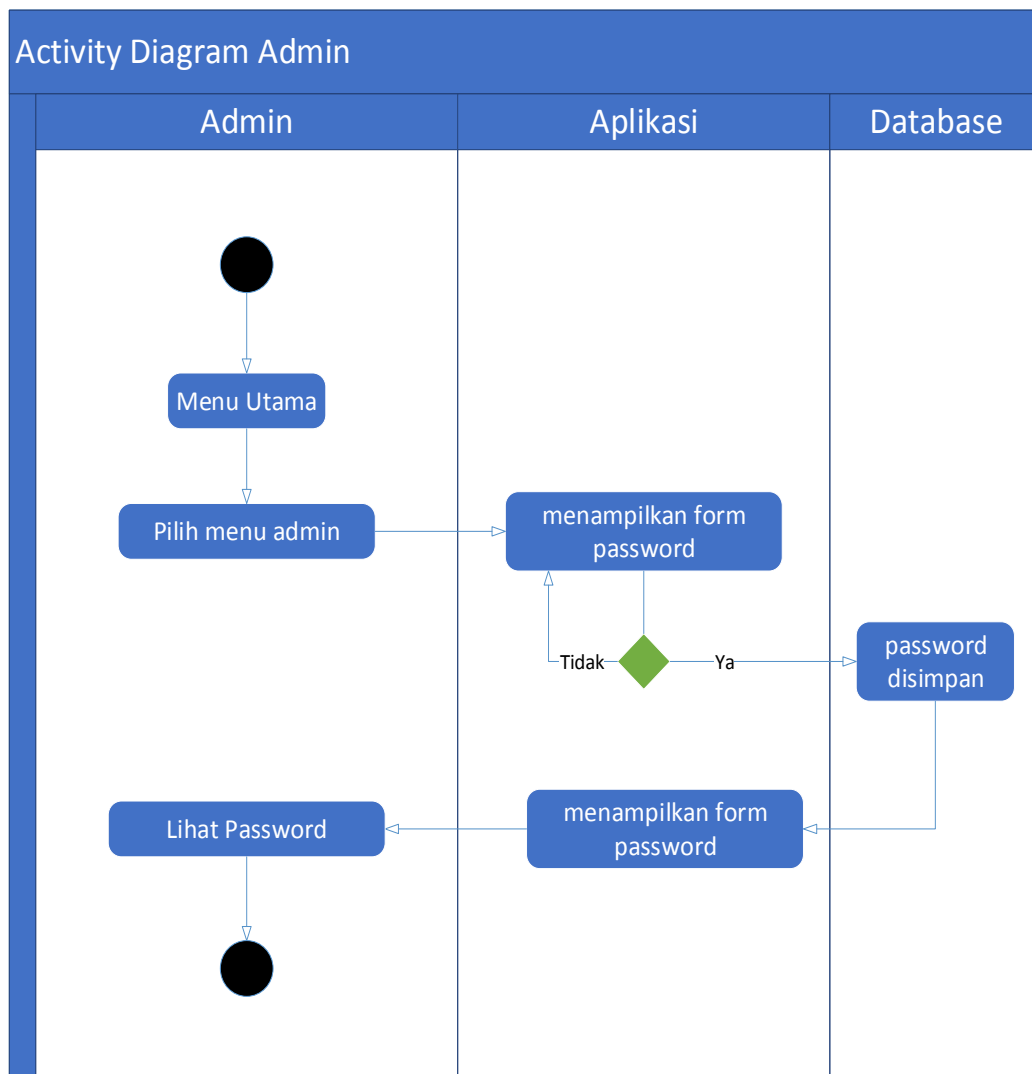 Activity Diagram Admin
Admin
Aplikasi
Database
Menu Utama
Pilih menu admin
menampilkan form
password
Tidak
Ya
password
disimpan
Lihat Password
menampilkan form
password